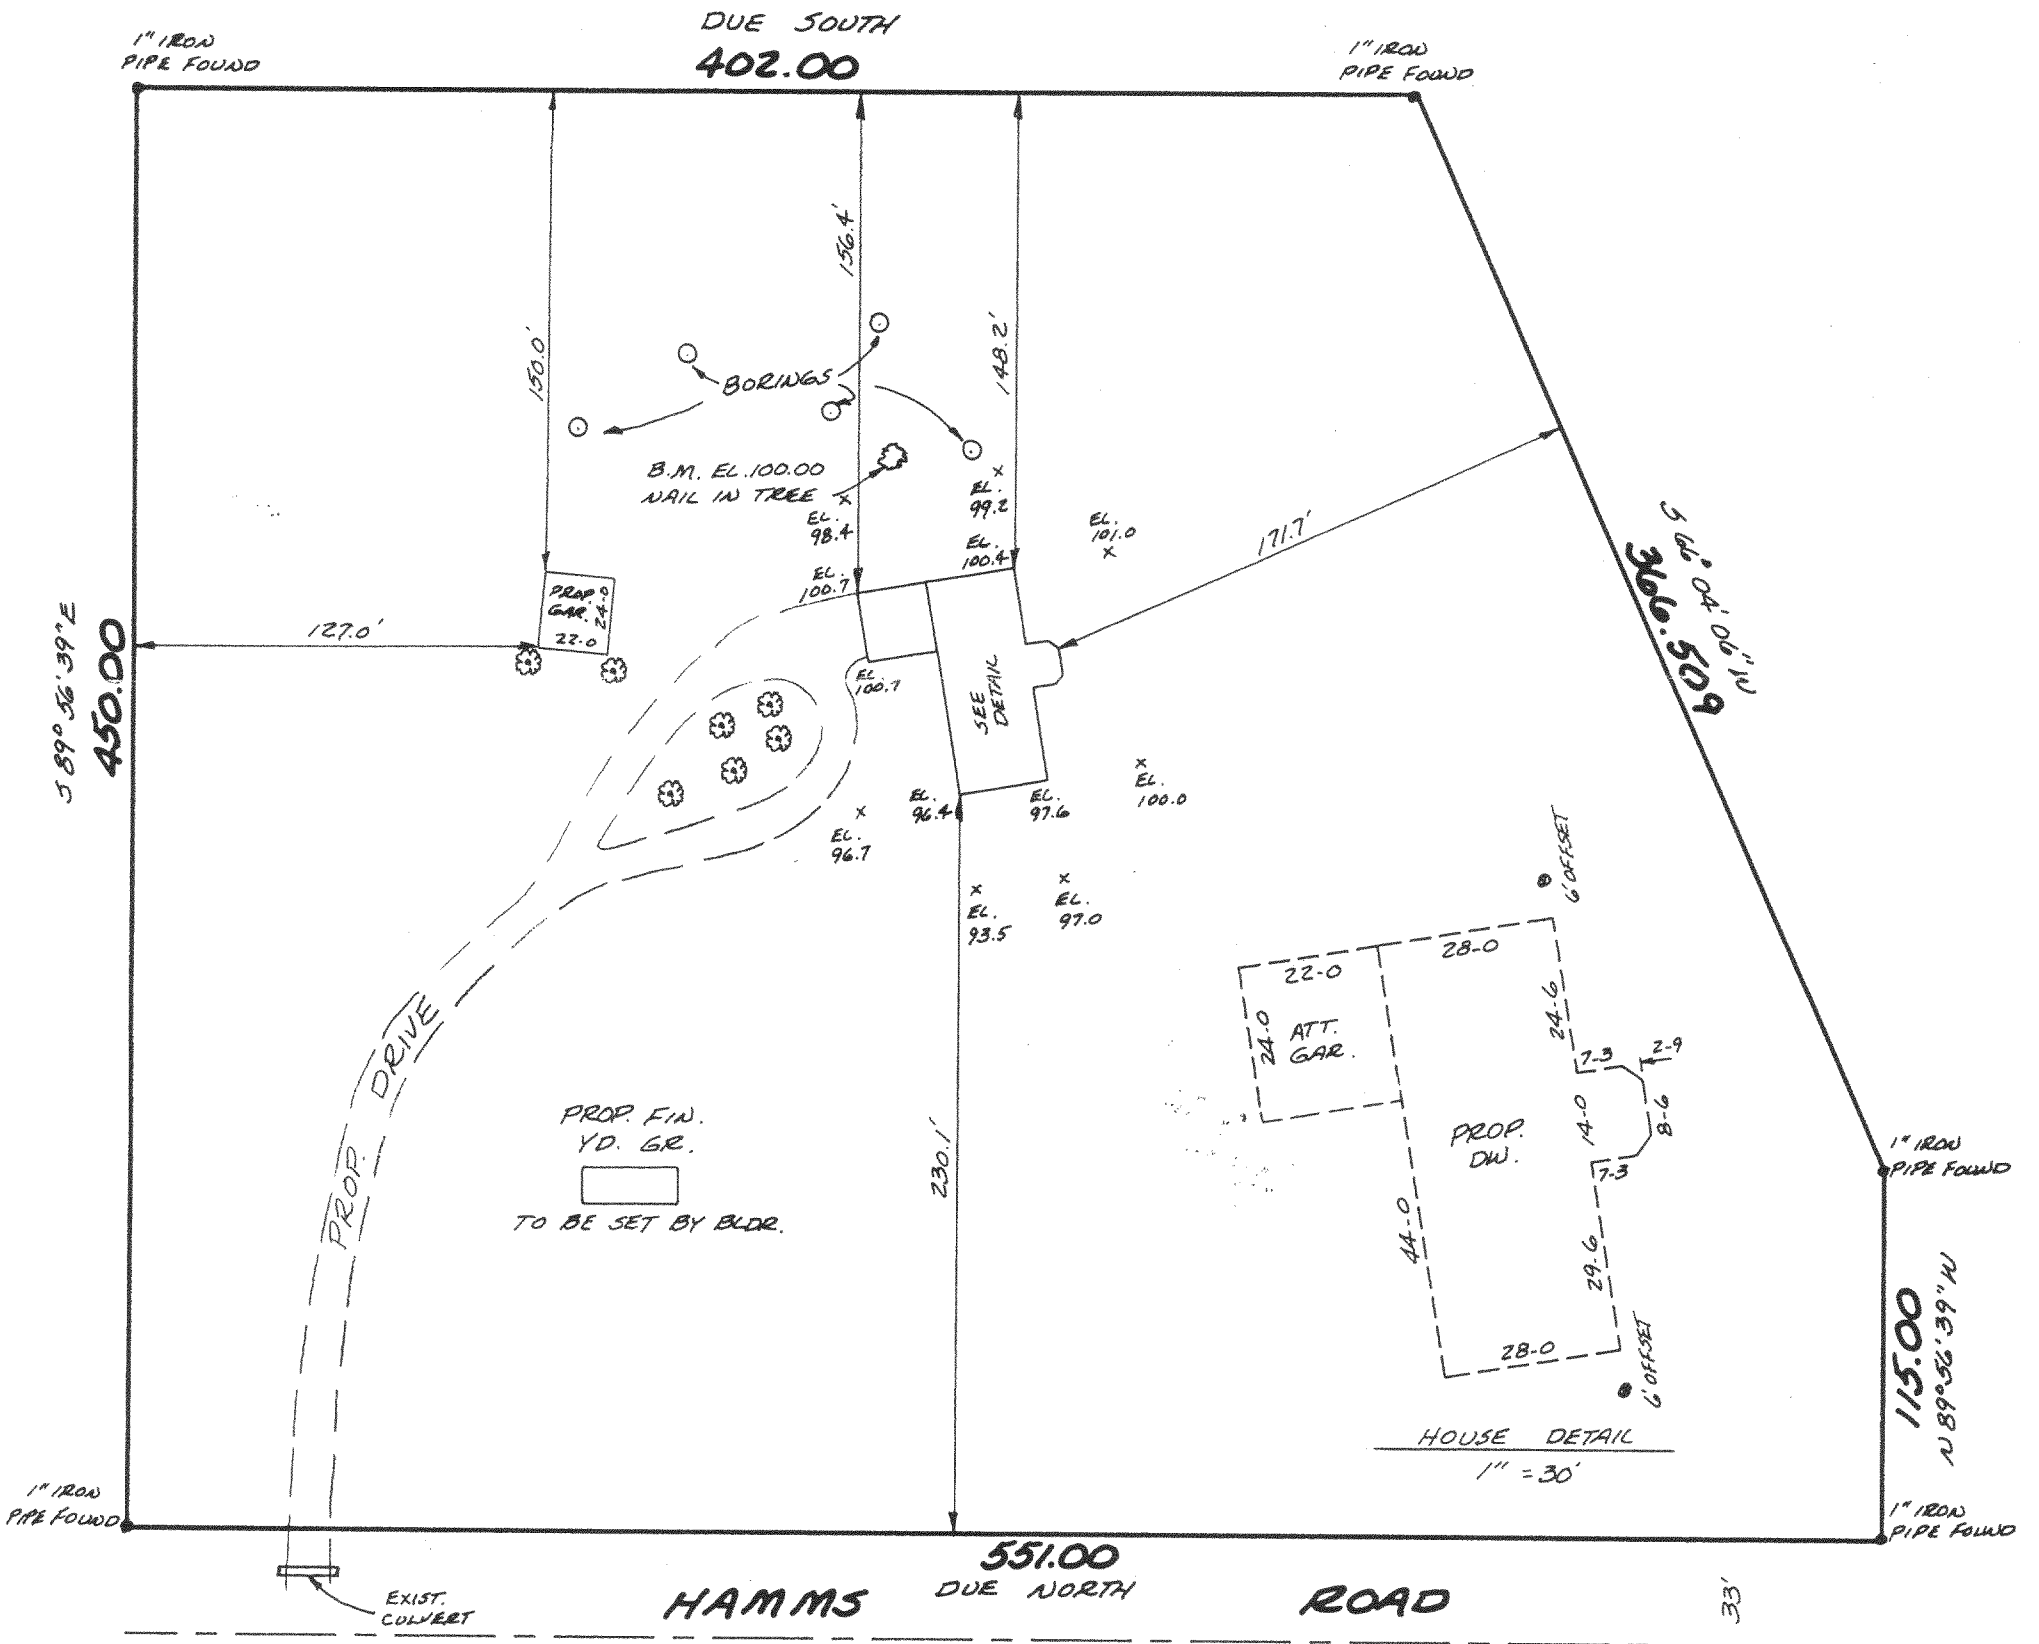 DUE SOUTH
402.00
1" IRON
PIPE FOUND
1" IRON
PIPE FOUND
156.4'
150.0'
148.2'
BORINGS
B.M. EL. 100.00
NAIL IN TREE
EL.
98.4
EL.
99.2
EL.
101.0
EL.
100.4
EL.
100.7
171.7'
S 66° 04' 06" W
366.509
PROP.
GAR.
24-0
22-0
127.0'
S 89° 56' 39" E
450.00
EL.
100.7
SEE
DETAIL
EL.
96.4
EL.
97.6
EL.
100.0
EL.
96.7
EL.
93.5
EL.
97.0
6' OFFSET
22-0
28-0
24-0
ATT.
GAR.
24-6
7-3
2-9
14-0
8-6
PROP.
DW.
7-3
44-0
29-6
28-0
6' OFFSET
HOUSE DETAIL
1" = 30'
PROP. DRIVE
PROP. FIN.
YD. GR.
TO BE SET BY BLDR.
230.1'
1" IRON
PIPE FOUND
115.00
N 89° 56' 39" W
1" IRON
PIPE FOUND
1" IRON
PIPE FOUND
551.00
DUE NORTH
HAMMS ROAD
EXIST.
CULVERT
33'